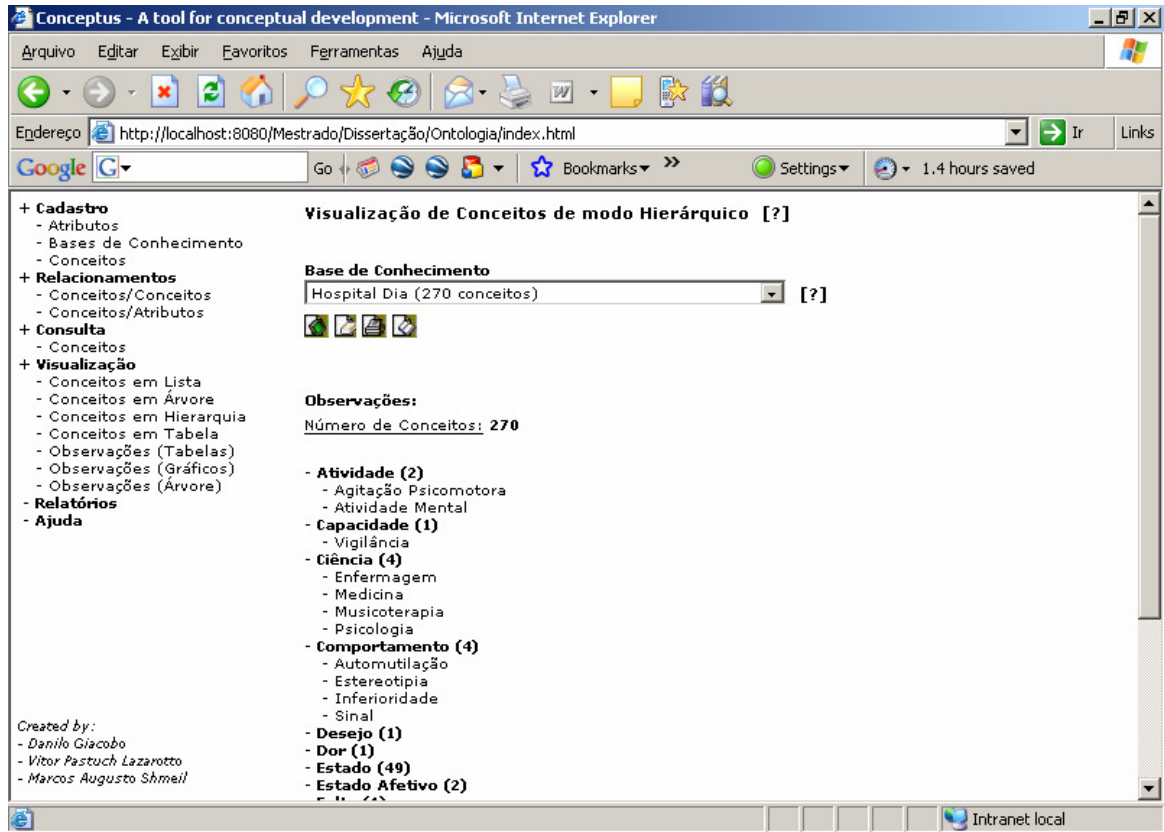 Conceptus - A tool for conceptual development - Microsoft Internet Explorer
Arquivo Editar Exibir Favoritos Ferramentas Ajuda
Endereço http://localhost:8080/Mestrado/Dissertação/Ontologia/index.html Ir Links
Google G Go Bookmarks >> Settings 1.4 hours saved
+ Cadastro
- Atributos
- Bases de Conhecimento
- Conceitos
+ Relacionamentos
- Conceitos/Conceitos
- Conceitos/Atributos
+ Consulta
- Conceitos
+ Visualização
- Conceitos em Lista
- Conceitos em Árvore
- Conceitos em Hierarquia
- Conceitos em Tabela
- Observações (Tabelas)
- Observações (Gráficos)
- Observações (Árvore)
- Relatórios
- Ajuda
Created by:
- Danilo Giacobo
- Vitor Pastuch Lazarotto
- Marcos Augusto Shmeil
Visualização de Conceitos de modo Hierárquico [?]
Base de Conhecimento
Hospital Dia (270 conceitos) [?]
Observações:
Número de Conceitos: 270
- Atividade (2)
- Agitação Psicomotora
- Atividade Mental
- Capacidade (1)
- Vigilância
- Ciência (4)
- Enfermagem
- Medicina
- Musicoterapia
- Psicologia
- Comportamento (4)
- Automutilação
- Estereotipia
- Inferioridade
- Sinal
- Desejo (1)
- Dor (1)
- Estado (49)
- Estado Afetivo (2)
Intranet local